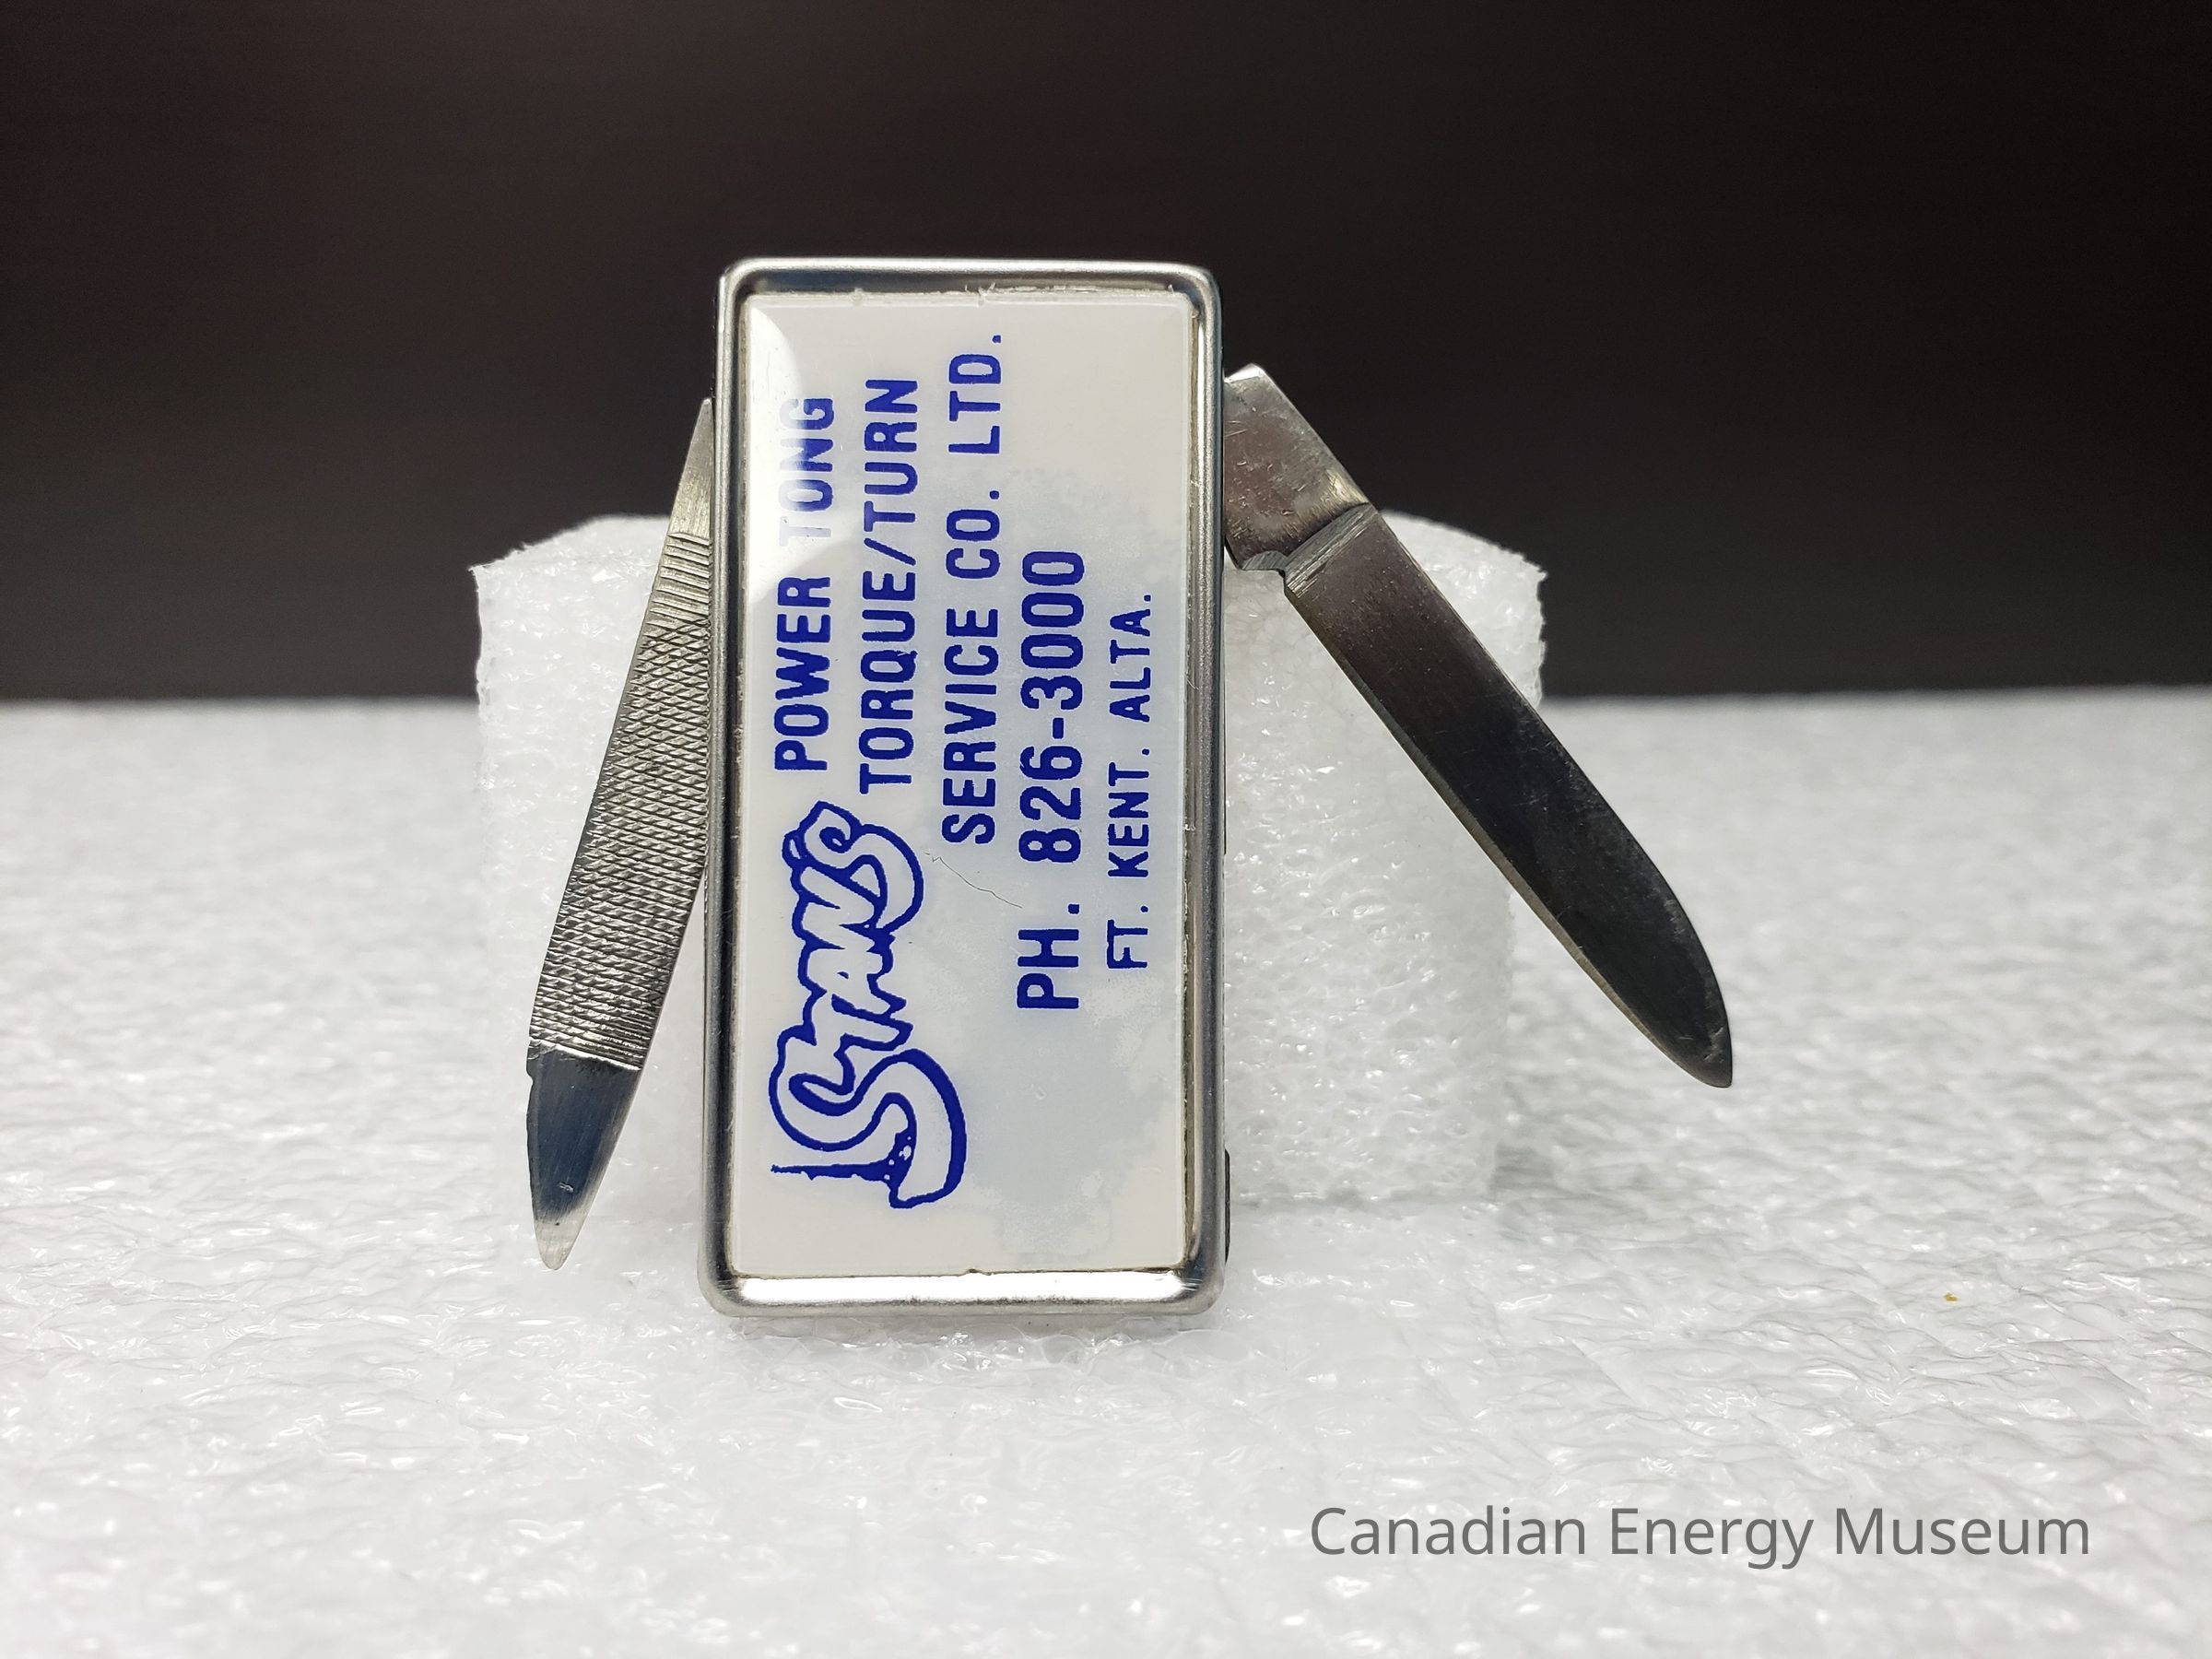 STAN'S POWER TONG
TORQUE/TURN
SERVICE CO. LTD.
PH. 826-3000
FT. KENT. ALTA.
Canadian Energy Museum